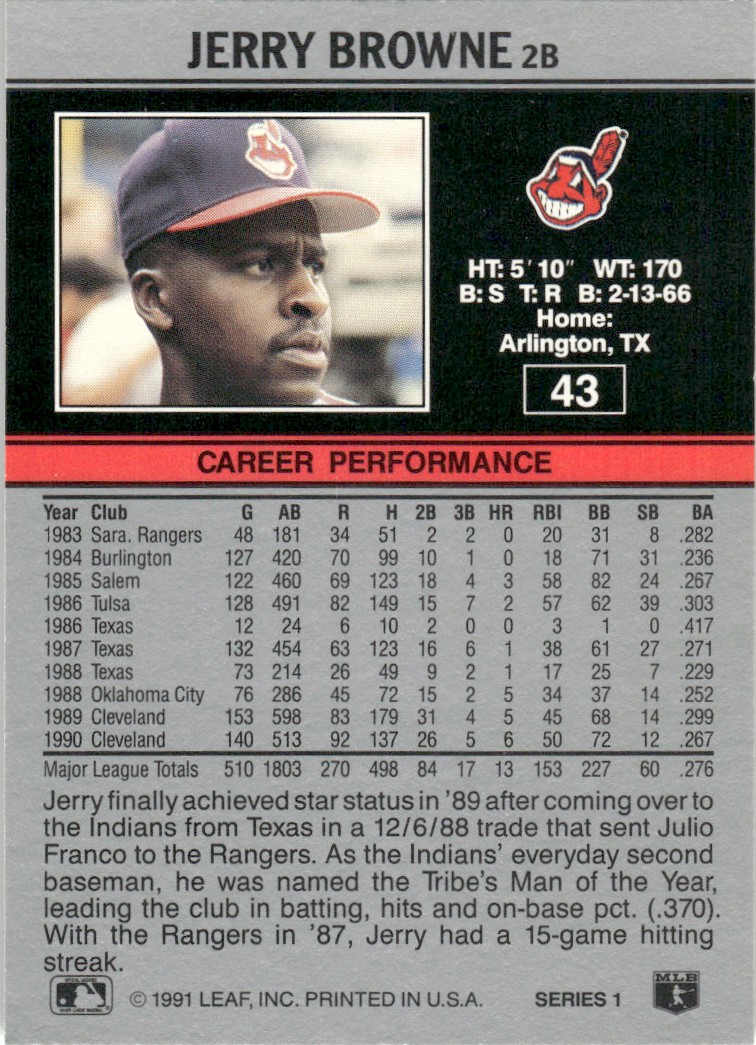 JERRY BROWNE 2B
HT: 5' 10" WT: 170
B: S T: R B: 2-13-66
Home:
Arlington, TX
43
CAREER PERFORMANCE
Year Club G AB R H 2B 3B HR RBI BB SB BA
1983 Sara. Rangers 48 181 34 51 2 2 0 20 31 8 .282
1984 Burlington 127 420 70 99 10 1 0 18 71 31 .236
1985 Salem 122 460 69 123 18 4 3 58 82 24 .267
1986 Tulsa 128 491 82 149 15 7 2 57 62 39 .303
1986 Texas 12 24 6 10 2 0 0 3 1 0 .417
1987 Texas 132 454 63 123 16 6 1 38 61 27 .271
1988 Texas 73 214 26 49 9 2 1 17 25 7 .229
1988 Oklahoma City 76 286 45 72 15 2 5 34 37 14 .252
1989 Cleveland 153 598 83 179 31 4 5 45 68 14 .299
1990 Cleveland 140 513 92 137 26 5 6 50 72 12 .267
Major League Totals 510 1803 270 498 84 17 13 153 227 60 .276
Jerry finally achieved star status in '89 after coming over to
the Indians from Texas in a 12/6/88 trade that sent Julio
Franco to the Rangers. As the Indians' everyday second
baseman, he was named the Tribe's Man of the Year,
leading the club in batting, hits and on-base pct. (.370).
With the Rangers in '87, Jerry had a 15-game hitting
streak.
© 1991 LEAF, INC. PRINTED IN U.S.A. SERIES 1
MLB